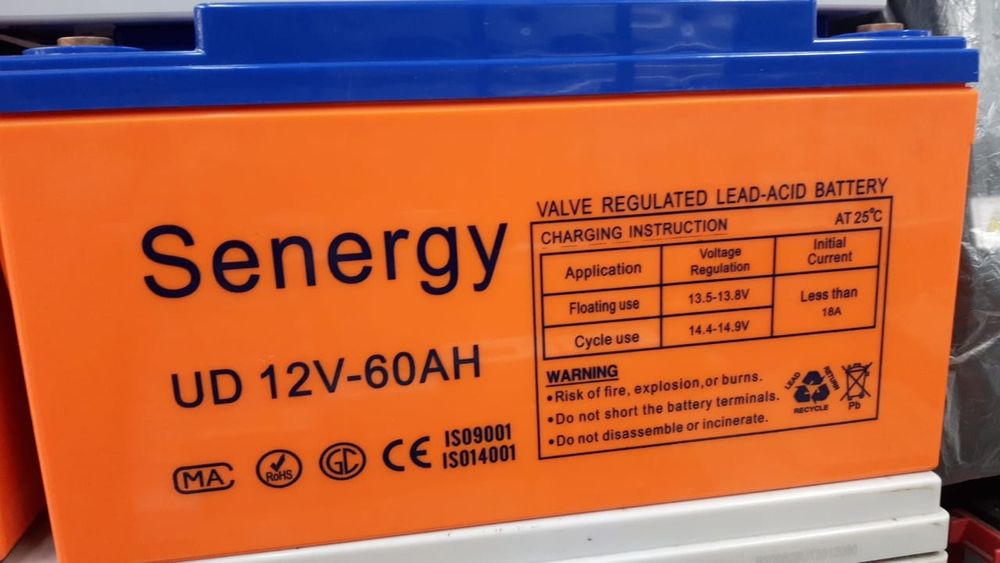 Senergy
UD 12V-60AH
MA
RoHS
GC
CE
ISO9001
ISO14001
VALVE REGULATED LEAD-ACID BATTERY
CHARGING INSTRUCTION AT 25°C
Application Voltage Regulation Initial Current
Floating use 13.5-13.8V Less than 18A
Cycle use 14.4-14.9V
WARNING
•Risk of fire, explosion,or burns.
•Do not short the battery terminals.
•Do not disassemble or incinerate.
LEAD RETURN RECYCLE
Pb